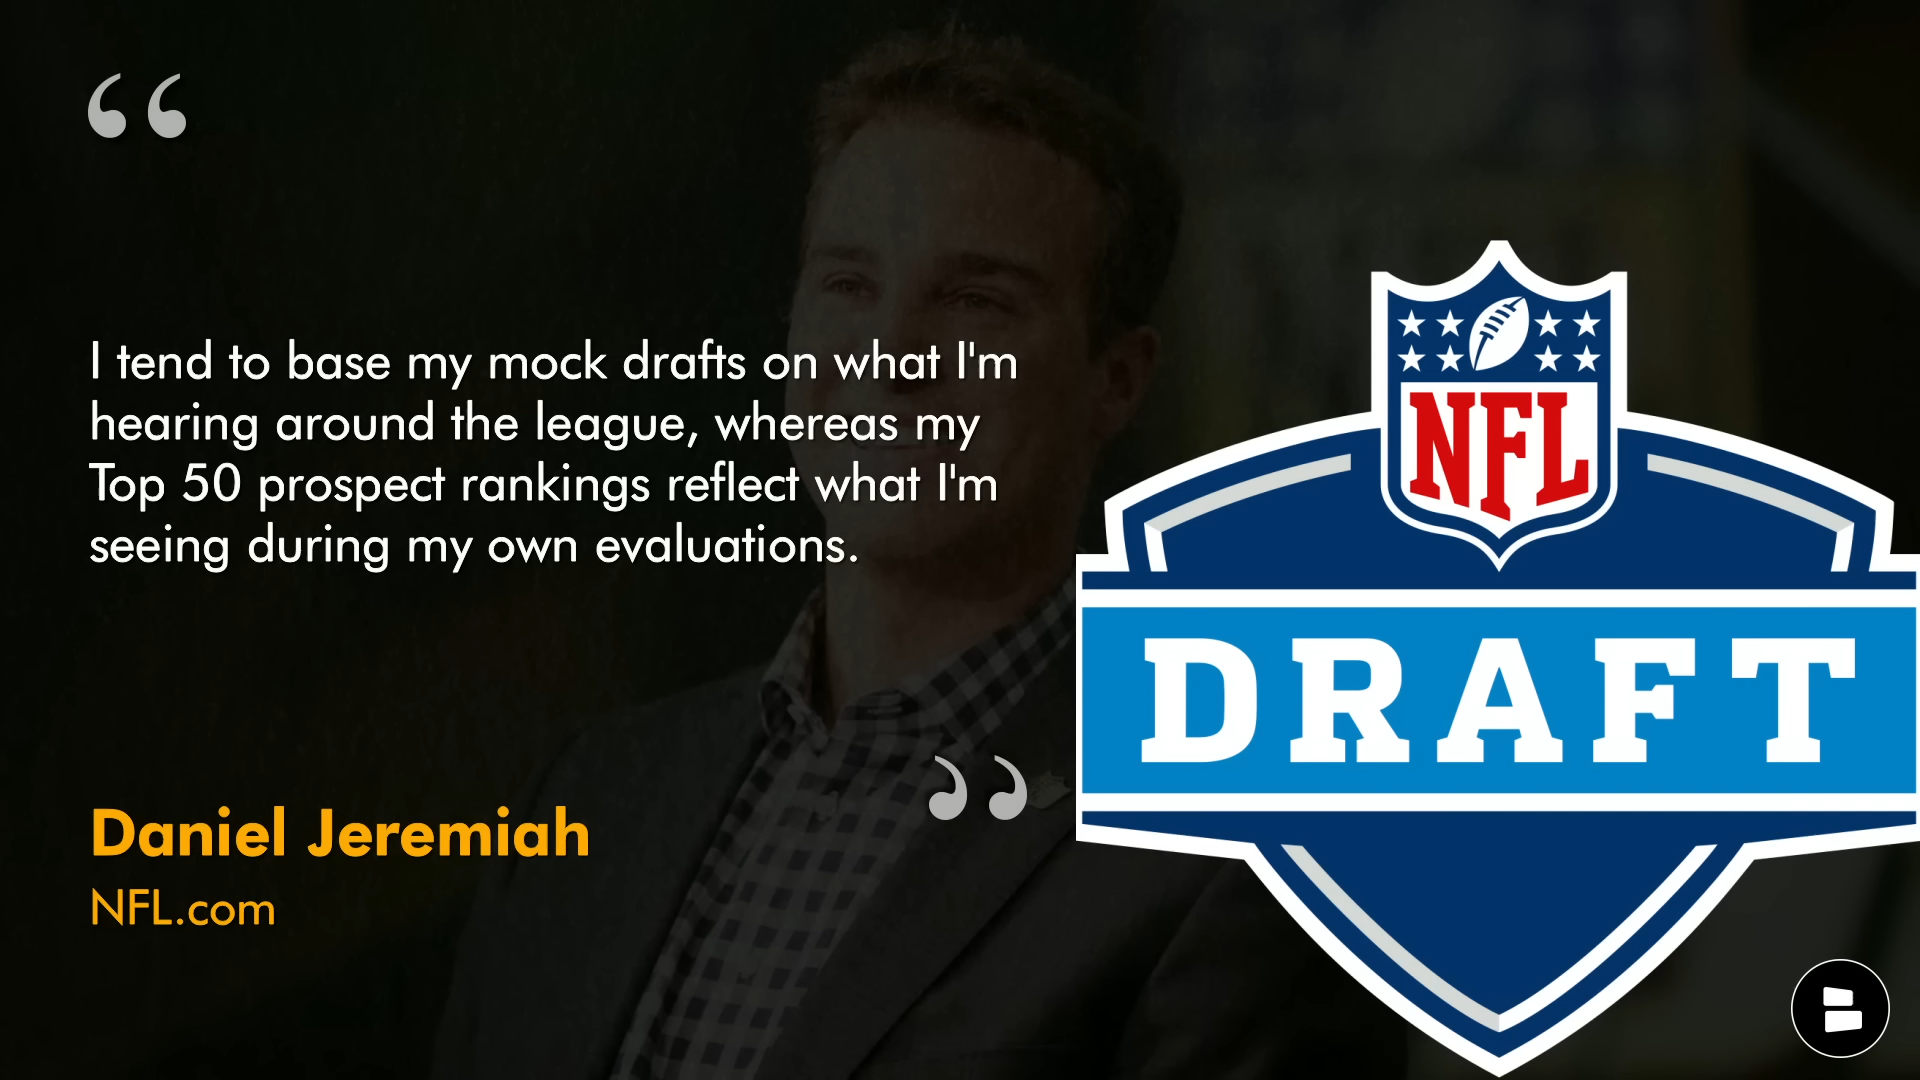 “
I tend to base my mock drafts on what I'm
hearing around the league, whereas my
Top 50 prospect rankings reflect what I'm
seeing during my own evaluations.
”
Daniel Jeremiah
NFL.com
NFL
DRAFT